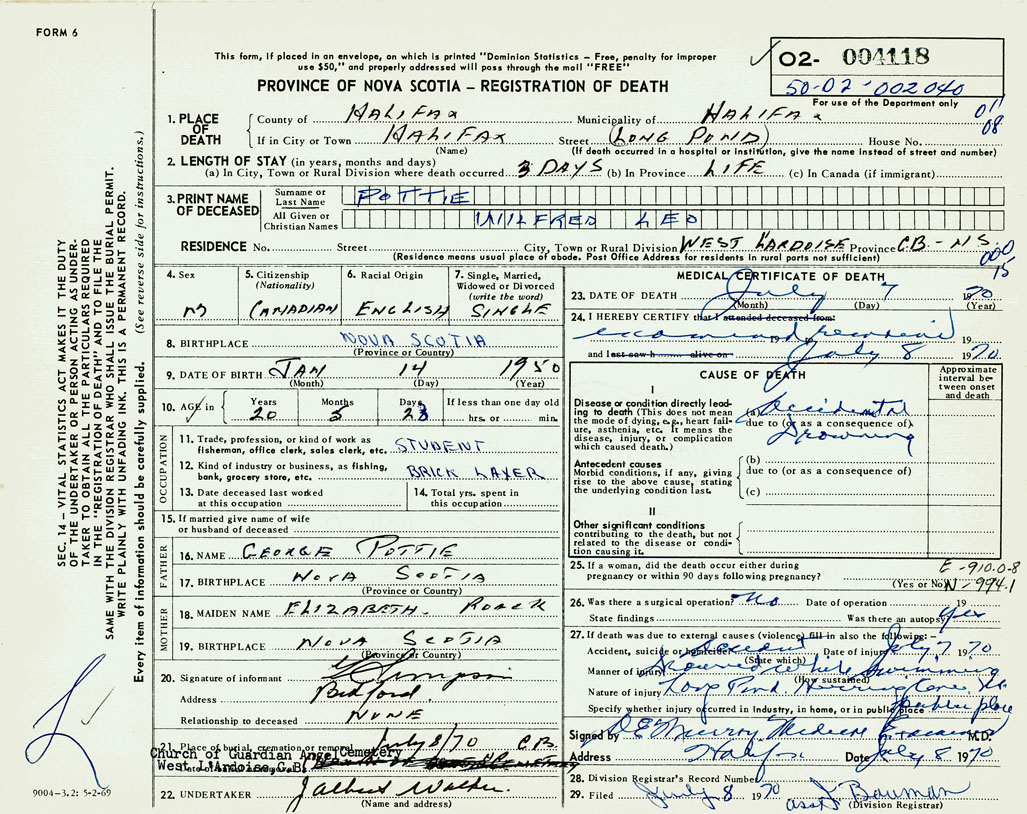 FORM 6
This form, if placed in an envelope, on which is printed "Dominion Statistics – Free, penalty for improper
use $50," and properly addressed will pass through the mail "FREE"
PROVINCE OF NOVA SCOTIA – REGISTRATION OF DEATH
02- 004118
50-02-002040
For use of the Department only
011
08
1. PLACE OF DEATH
County of HALIFAX Municipality of HALIFAX
If in City or Town HALIFAX Street (LONG POND) House No.
(Name) (If death occurred in a hospital or institution, give the name instead of street and number)
2. LENGTH OF STAY (in years, months and days)
(a) In City, Town or Rural Division where death occurred 3 DAYS (b) In Province LIFE (c) In Canada (if immigrant)
3. PRINT NAME OF DECEASED
Surname or Last Name POTTIE
All Given or Christian Names WILFRED LEO
RESIDENCE No. Street City, Town or Rural Division WEST L'ARDOISE Province C.B.- N.S.
(Residence means usual place of abode. Post Office Address for residents in rural parts not sufficient)
000
15
4. Sex M
5. Citizenship (Nationality) CANADIAN
6. Racial Origin ENGLISH
7. Single, Married, Widowed or Divorced (write the word) SINGLE
8. BIRTHPLACE NOVA SCOTIA
(Province or Country)
9. DATE OF BIRTH JAN 14 1950
(Month) (Day) (Year)
10. AGE in Years 20 Months 5 Days 23 If less than one day old hrs. or min.
OCCUPATION
11. Trade, profession, or kind of work as
fisherman, office clerk, sales clerk, etc. STUDENT
12. Kind of industry or business, as fishing,
bank, grocery store, etc. BRICK LAYER
13. Date deceased last worked at this occupation
14. Total yrs. spent in this occupation
15. If married give name of wife
or husband of deceased
FATHER
16. NAME GEORGE POTTIE
17. BIRTHPLACE NOVA SCOTIA
(Province or Country)
MOTHER
18. MAIDEN NAME ELIZABETH
19. BIRTHPLACE NOVA SCOTIA
(Province or Country)
20. Signature of informant
Address Bedford
Relationship to deceased NONE
21. Place of burial, cremation or removal July 8/70 C.B.
Church of Guardian Angel Cemetery
West L'Ardoise C.B.
22. UNDERTAKER
(Name and address)
MEDICAL CERTIFICATE OF DEATH
23. DATE OF DEATH July 7 1970
(Month) (Day) (Year)
24. I HEREBY CERTIFY that I attended deceased from:
examined remains
19 19
and last saw h alive on July 8 1970
CAUSE OF DEATH
Approximate interval between onset and death
I
Disease or condition directly leading
to death (This does not mean
the mode of dying, e.g., heart failure,
asthenia, etc. It means the
disease, injury, or complication
which caused death.)
(a) Accidental
due to (or as a consequence of)
Drowning
Antecedent causes
Morbid conditions, if any, giving
rise to the above cause, stating
the underlying condition last.
(b)
due to (or as a consequence of)
(c)
II
Other significant conditions
contributing to the death, but not
related to the disease or condition
causing it.
25. If a woman, did the death occur either during
pregnancy or within 90 days following pregnancy?
(Yes or No)
E-910.0-8
N-994.1
26. Was there a surgical operation? No Date of operation 19
State findings Was there an autopsy? Yes
27. If death was due to external causes (violence) fill in also the following:–
Accident, suicide or homicide? Accident Date of injury July 7 1970
(State which)
Manner of injury Drowned while swimming
(How sustained)
Nature of injury Long Pond, Herring Cove, Hx
Specify whether injury occurred in Industry, in home, or in public place public place
Signed by Medical Examiner M.D.
Address Halifax Date July 8 1970
28. Division Registrar's Record Number
29. Filed July 8 1970 asst. J Bauman
(Division Registrar)
SEC. 14 – VITAL STATISTICS ACT MAKES IT THE DUTY
OF THE UNDERTAKER OR PERSON ACTING AS UNDERTAKER
TO OBTAIN ALL THE PARTICULARS REQUIRED
IN THE "REGISTRATION OF DEATH" AND TO FILE THE
SAME WITH THE DIVISION REGISTRAR WHO SHALL ISSUE THE BURIAL PERMIT.
WRITE PLAINLY WITH UNFADING INK. THIS IS A PERMANENT RECORD.
Every item of information should be carefully supplied. (See reverse side for instructions.)
9004–3.2: 5-2-69